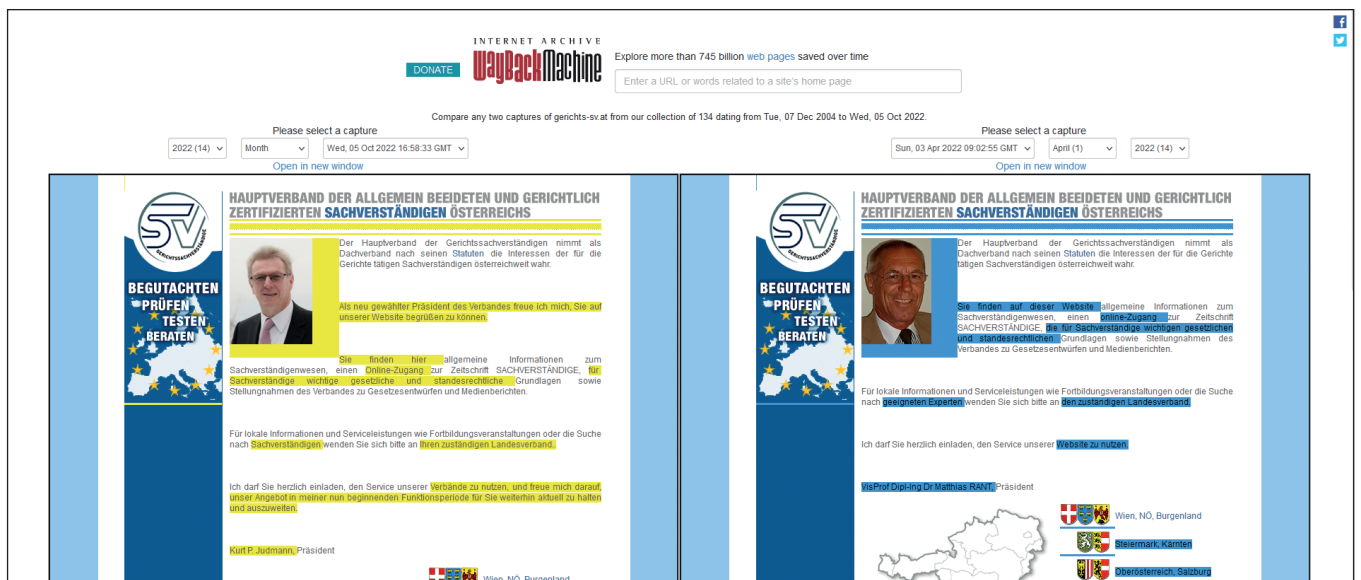 INTERNET ARCHIVE
WayBackMachine
DONATE
Explore more than 745 billion web pages saved over time
Enter a URL or words related to a site's home page
Compare any two captures of gerichts-sv.at from our collection of 134 dating from Tue, 07 Dec 2004 to Wed, 05 Oct 2022.
Please select a capture
2022 (14) Month Wed, 05 Oct 2022 16:58:33 GMT
Open in new window
Please select a capture
Sun, 03 Apr 2022 09:02:55 GMT April (1) 2022 (14)
Open in new window
SV
GERICHTSSACHVERSTÄNDIGE
BEGUTACHTEN
PRÜFEN
TESTEN
BERATEN
HAUPTVERBAND DER ALLGEMEIN BEEIDETEN UND GERICHTLICH
ZERTIFIZIERTEN SACHVERSTÄNDIGEN ÖSTERREICHS
Der Hauptverband der Gerichtssachverständigen nimmt als
Dachverband nach seinen Statuten die Interessen der für die
Gerichte tätigen Sachverständigen österreichweit wahr.
Als neu gewählter Präsident des Verbandes freue ich mich, Sie auf
unserer Website begrüßen zu können.
Sie finden hier allgemeine Informationen zum
Sachverständigenwesen, einen Online-Zugang zur Zeitschrift SACHVERSTÄNDIGE, für
Sachverständige wichtige gesetzliche und standesrechtliche Grundlagen sowie
Stellungnahmen des Verbandes zu Gesetzesentwürfen und Medienberichten.
Für lokale Informationen und Serviceleistungen wie Fortbildungsveranstaltungen oder die Suche
nach Sachverständigen wenden Sie sich bitte an Ihren zuständigen Landesverband..
Ich darf Sie herzlich einladen, den Service unserer Verbände zu nutzen, und freue mich darauf,
unser Angebot in meiner nun beginnenden Funktionsperiode für Sie weiterhin aktuell zu halten
und auszuweiten.
Kurt P. Judmann, Präsident
Wien, NÖ, Burgenland
SV
GERICHTSSACHVERSTÄNDIGE
BEGUTACHTEN
PRÜFEN
TESTEN
BERATEN
HAUPTVERBAND DER ALLGEMEIN BEEIDETEN UND GERICHTLICH
ZERTIFIZIERTEN SACHVERSTÄNDIGEN ÖSTERREICHS
Der Hauptverband der Gerichtssachverständigen nimmt als
Dachverband nach seinen Statuten die Interessen der für die Gerichte
tätigen Sachverständigen österreichweit wahr.
Sie finden auf dieser Website allgemeine Informationen zum
Sachverständigenwesen, einen online-Zugang zur Zeitschrift
SACHVERSTÄNDIGE, die für Sachverständige wichtigen gesetzlichen
und standesrechtlichen Grundlagen sowie Stellungnahmen des
Verbandes zu Gesetzesentwürfen und Medienberichten.
Für lokale Informationen und Serviceleistungen wie Fortbildungsveranstaltungen oder die Suche
nach geeigneten Experten wenden Sie sich bitte an den zuständigen Landesverband.
Ich darf Sie herzlich einladen, den Service unserer Website zu nutzen.
VisProf Dipl-Ing Dr Matthias RANT, Präsident
Wien, NÖ, Burgenland
Steiermark, Kärnten
Oberösterreich, Salzburg